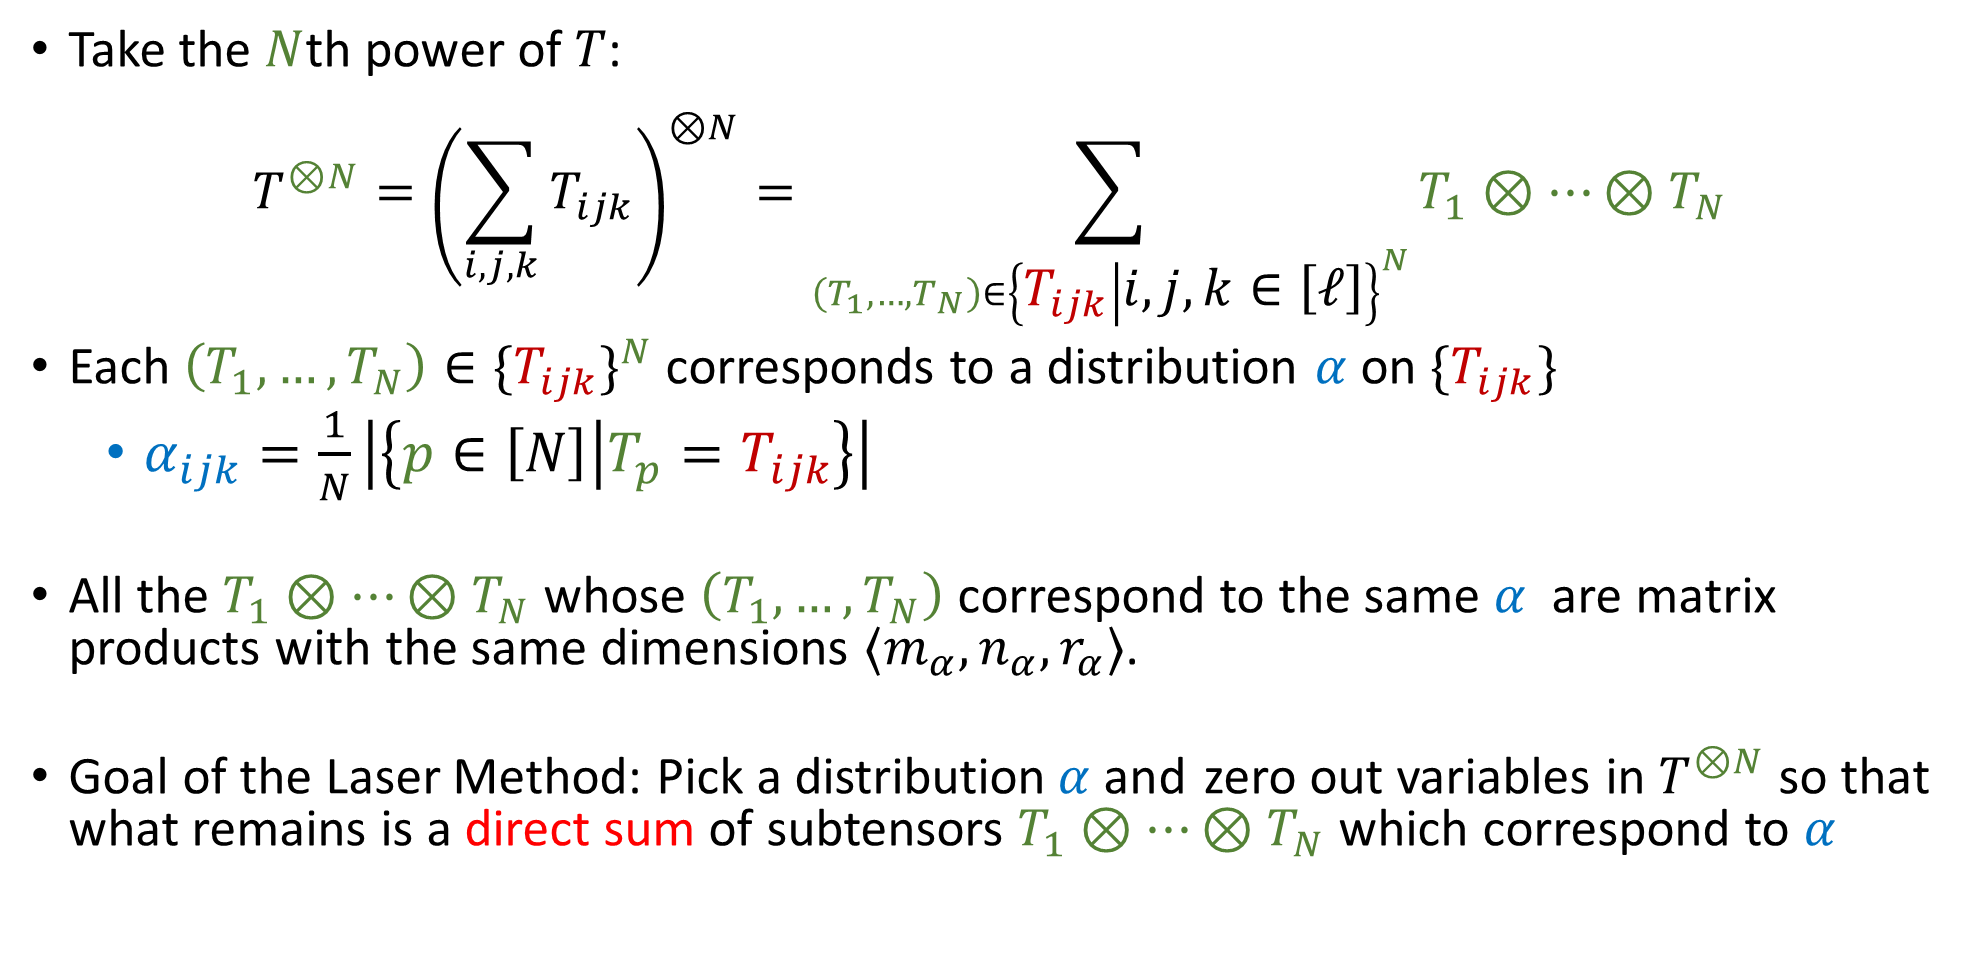 • Take the Nth power of T:
T^{⊗N} = (∑_{i,j,k} T_{ijk})^{⊗N} = ∑_{(T_1,…,T_N)∈{T_{ijk}|i,j,k ∈ [ℓ]}^N} T_1 ⊗ ⋯ ⊗ T_N
• Each (T_1, … , T_N) ∈ {T_{ijk}}^N corresponds to a distribution α on {T_{ijk}}
• α_{ijk} = \frac{1}{N} |{p ∈ [N]|T_p = T_{ijk}}|
• All the T_1 ⊗ ⋯ ⊗ T_N whose (T_1, … , T_N) correspond to the same α are matrix
products with the same dimensions ⟨m_α, n_α, r_α⟩.
• Goal of the Laser Method: Pick a distribution α and zero out variables in T^{⊗N} so that
what remains is a direct sum of subtensors T_1 ⊗ ⋯ ⊗ T_N which correspond to α